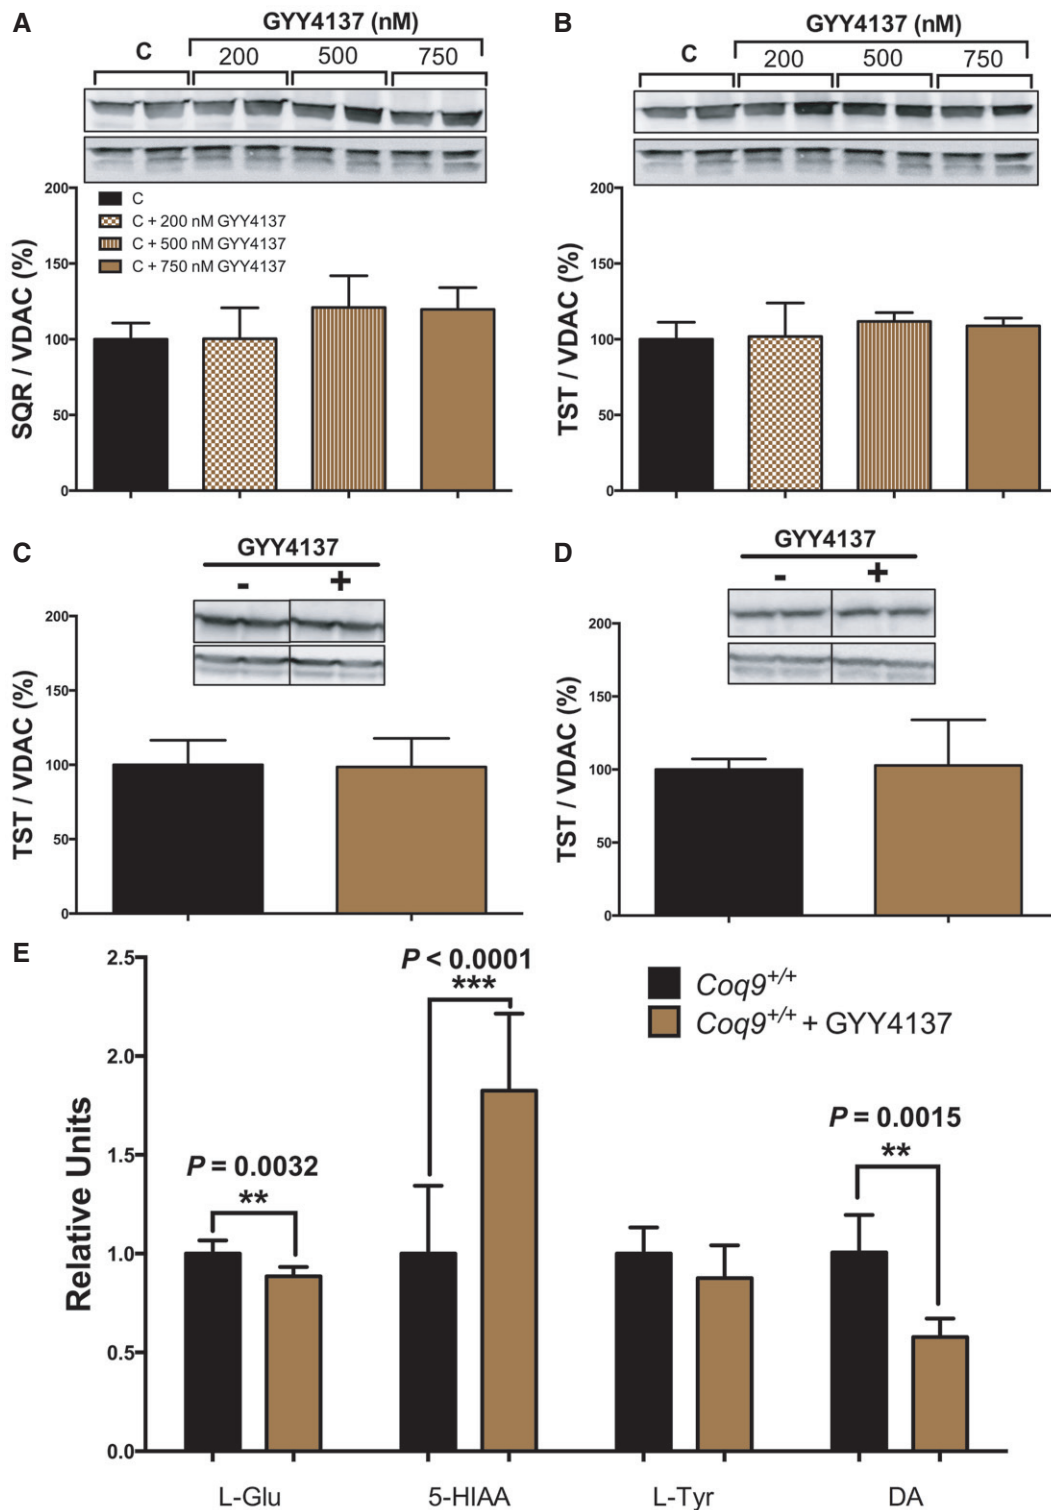 A
GYY4137 (nM)
C 200 500 750
200
150
100
50
0
SQR / VDAC (%)
C
C + 200 nM GYY4137
C + 500 nM GYY4137
C + 750 nM GYY4137
B
GYY4137 (nM)
C 200 500 750
200
150
100
50
0
TST / VDAC (%)
C
GYY4137
- +
200
150
100
50
0
TST / VDAC (%)
D
GYY4137
- +
200
150
100
50
0
TST / VDAC (%)
E
2.5
2.0
1.5
1.0
0.5
0.0
Relative Units
P = 0.0032
**
P < 0.0001
***
P = 0.0015
**
Coq9+/+
Coq9+/+ + GYY4137
L-Glu 5-HIAA L-Tyr DA